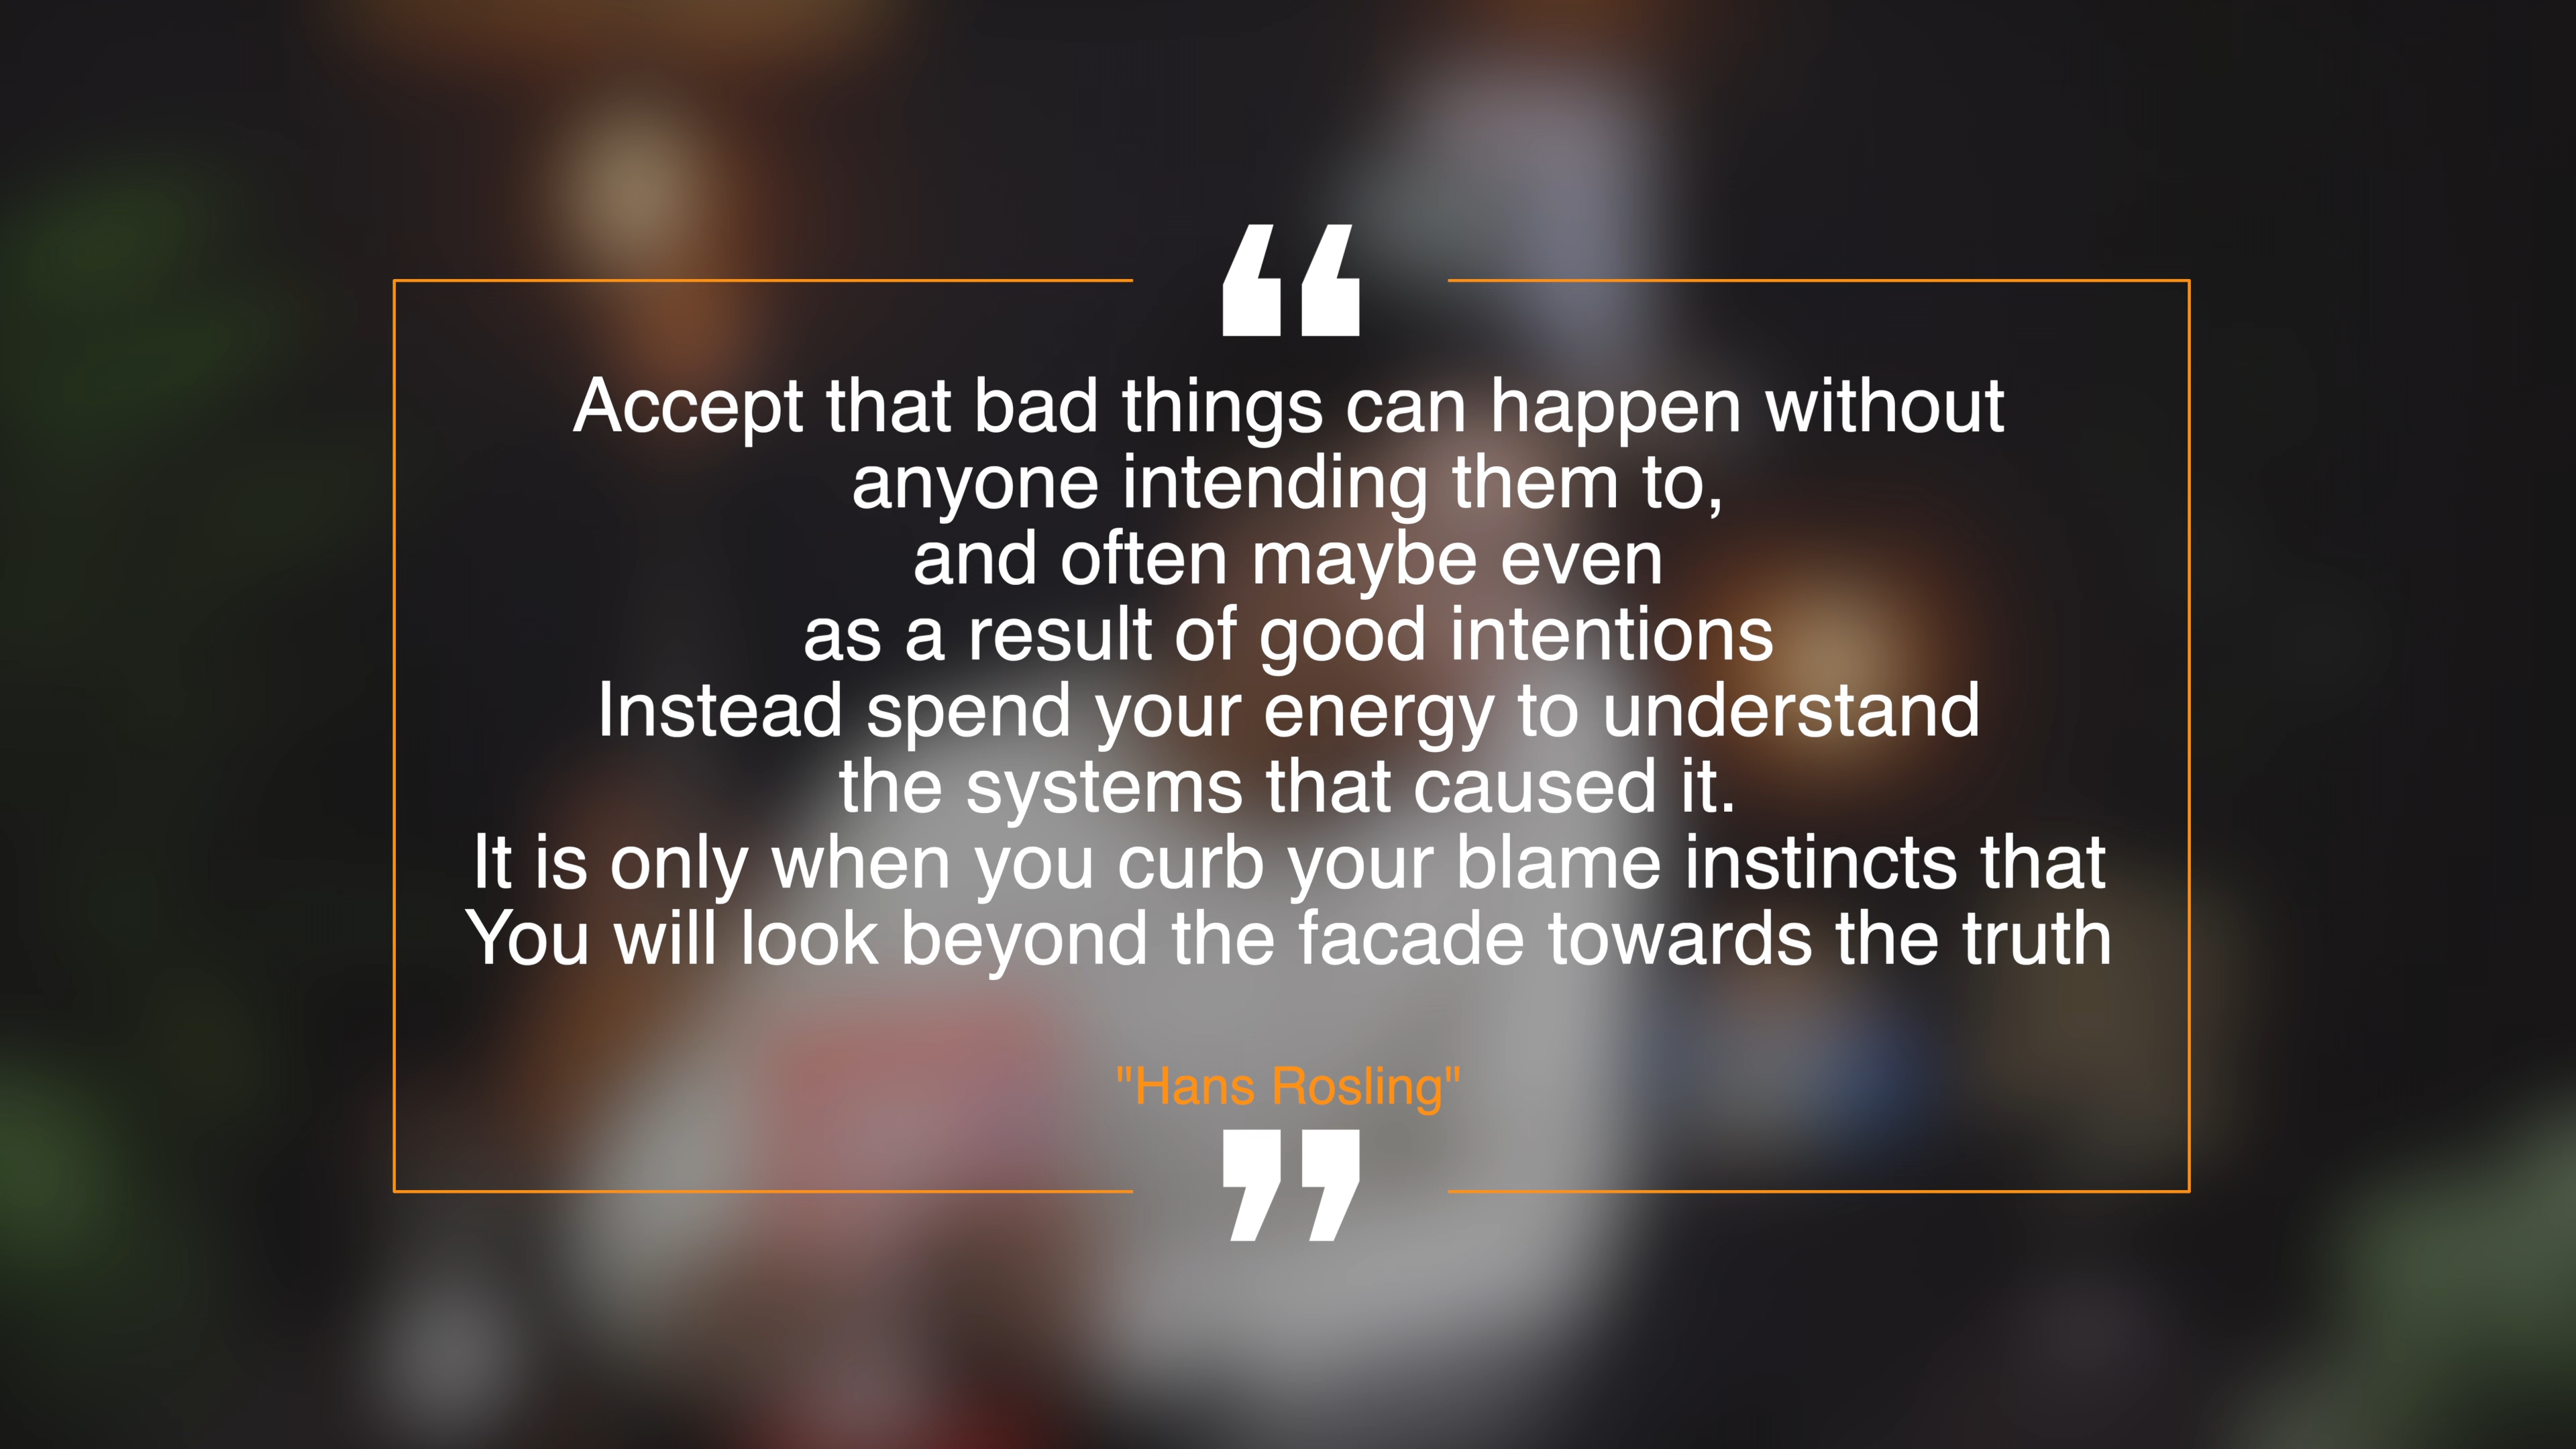 “
Accept that bad things can happen without
anyone intending them to,
and often maybe even
as a result of good intentions
Instead spend your energy to understand
the systems that caused it.
It is only when you curb your blame instincts that
You will look beyond the facade towards the truth
"Hans Rosling"
”